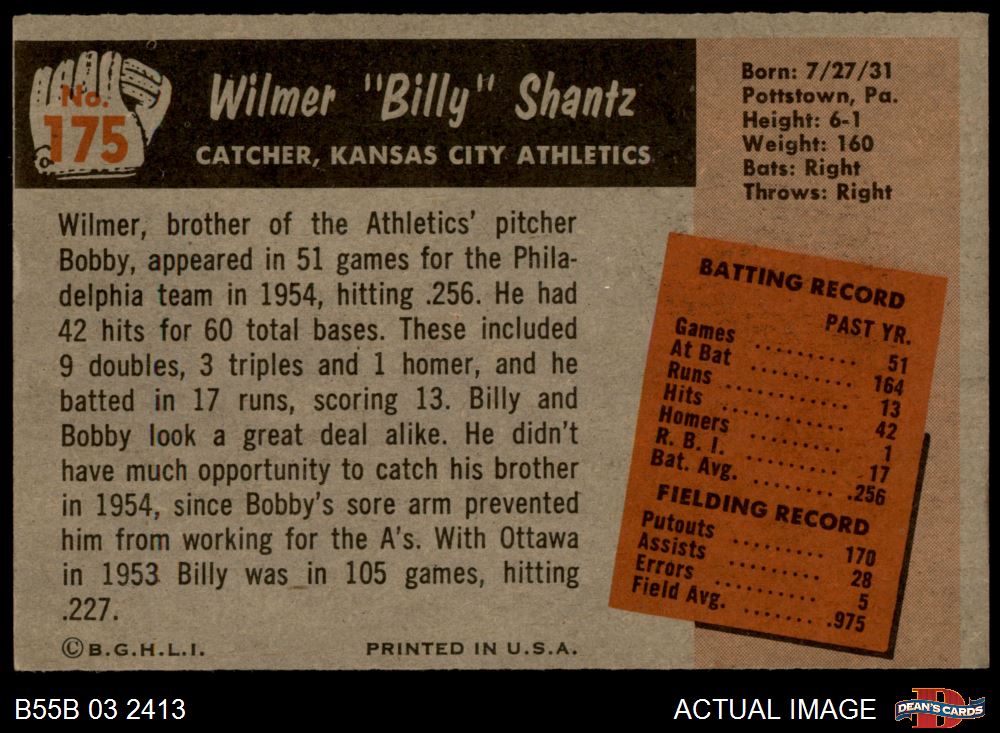 No.
175
Wilmer "Billy" Shantz
CATCHER, KANSAS CITY ATHLETICS
Born: 7/27/31
Pottstown, Pa.
Height: 6-1
Weight: 160
Bats: Right
Throws: Right
Wilmer, brother of the Athletics' pitcher
Bobby, appeared in 51 games for the Phila-
delphia team in 1954, hitting .256. He had
42 hits for 60 total bases. These included
9 doubles, 3 triples and 1 homer, and he
batted in 17 runs, scoring 13. Billy and
Bobby look a great deal alike. He didn't
have much opportunity to catch his brother
in 1954, since Bobby's sore arm prevented
him from working for the A's. With Ottawa
in 1953 Billy was in 105 games, hitting
.227.
BATTING RECORD
PAST YR.
Games .......... 51
At Bat .......... 164
Runs ............ 13
Hits ............ 42
Homers ......... 1
R. B. I. ......... 17
Bat. Avg. ........ .256
FIELDING RECORD
Putouts ......... 170
Assists ......... 28
Errors .......... 5
Field Avg. ....... .975
©B.G.H.L.I.
PRINTED IN U.S.A.
B55B 03 2413
ACTUAL IMAGE
DEAN'S CARDS